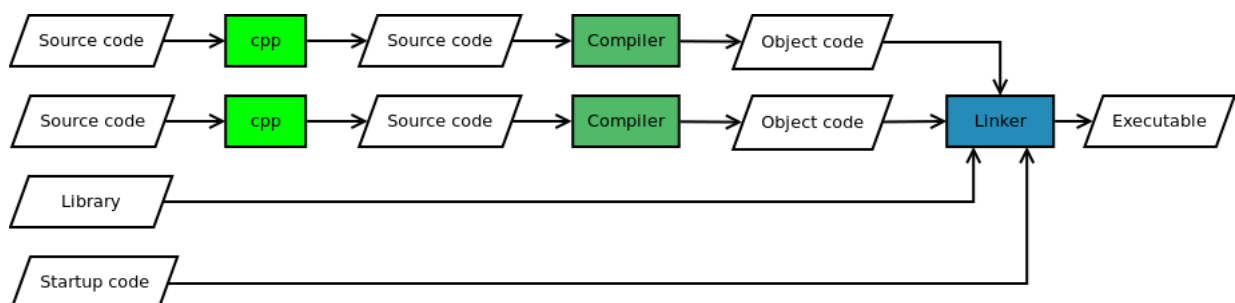 Source code
cpp
Source code
Compiler
Object code
Source code
cpp
Source code
Compiler
Object code
Linker
Executable
Library
Startup code